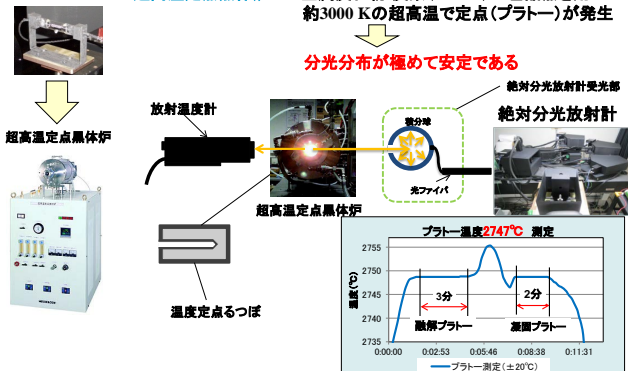 約3000 Kの超高温で定点(プラトー)が発生
分光分布が極めて安定である
絶対分光放射計受光部
放射温度計
積分球
絶対分光放射計
超高温定点黒体炉
光ファイバ
超高温定点黒体炉
温度定点るつぼ
プラトー温度2747℃ 測定
温度(℃)
2755
2750
2745
2740
2735
3分
2分
融解プラトー
凝固プラトー
0:00:00 0:02:53 0:05:46 0:08:38 0:11:31
プラトー測定(±20℃)